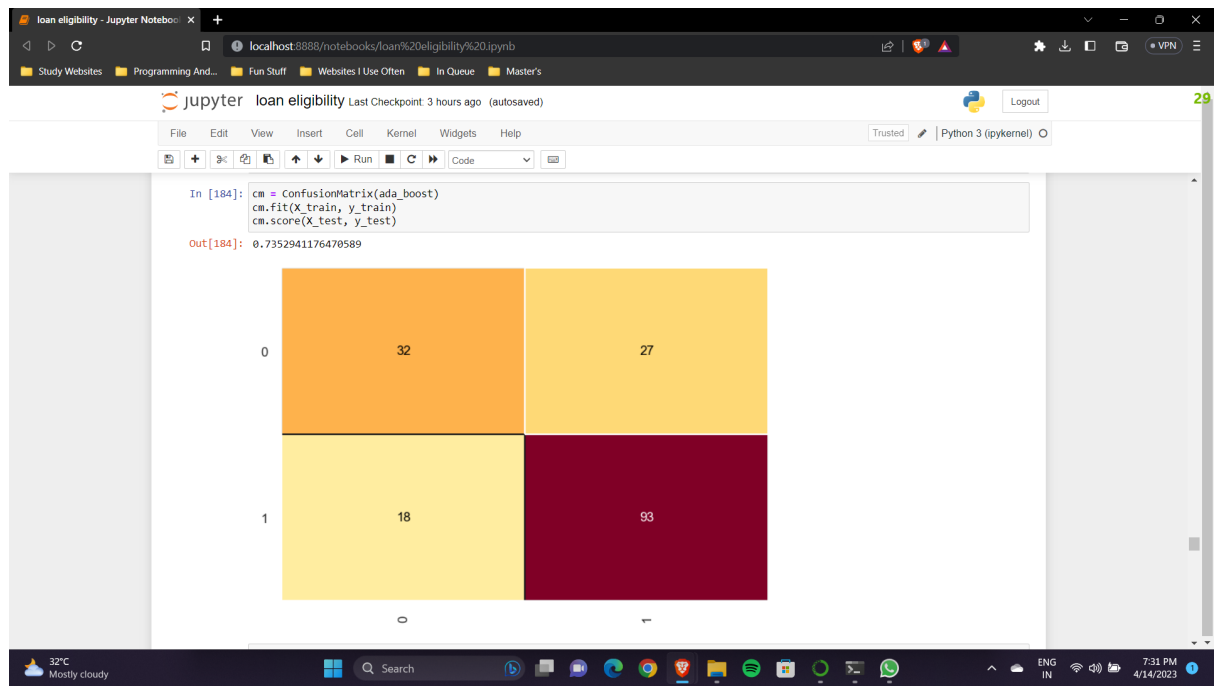 loan eligibility - Jupyter Noteboo
localhost:8888/notebooks/loan%20eligibility%20.ipynb
VPN
Study Websites Programming And... Fun Stuff Websites I Use Often In Queue Master's
jupyter loan eligibility Last Checkpoint: 3 hours ago (autosaved)
Logout
29
File Edit View Insert Cell Kernel Widgets Help
Trusted Python 3 (ipykernel)
Run Code
In [184]: cm = ConfusionMatrix(ada_boost)
cm.fit(X_train, y_train)
cm.score(X_test, y_test)
Out[184]: 0.7352941176470589
0 32 27
1 18 93
0 1
32°C
Mostly cloudy
Search
ENG
IN
7:31 PM
4/14/2023
1